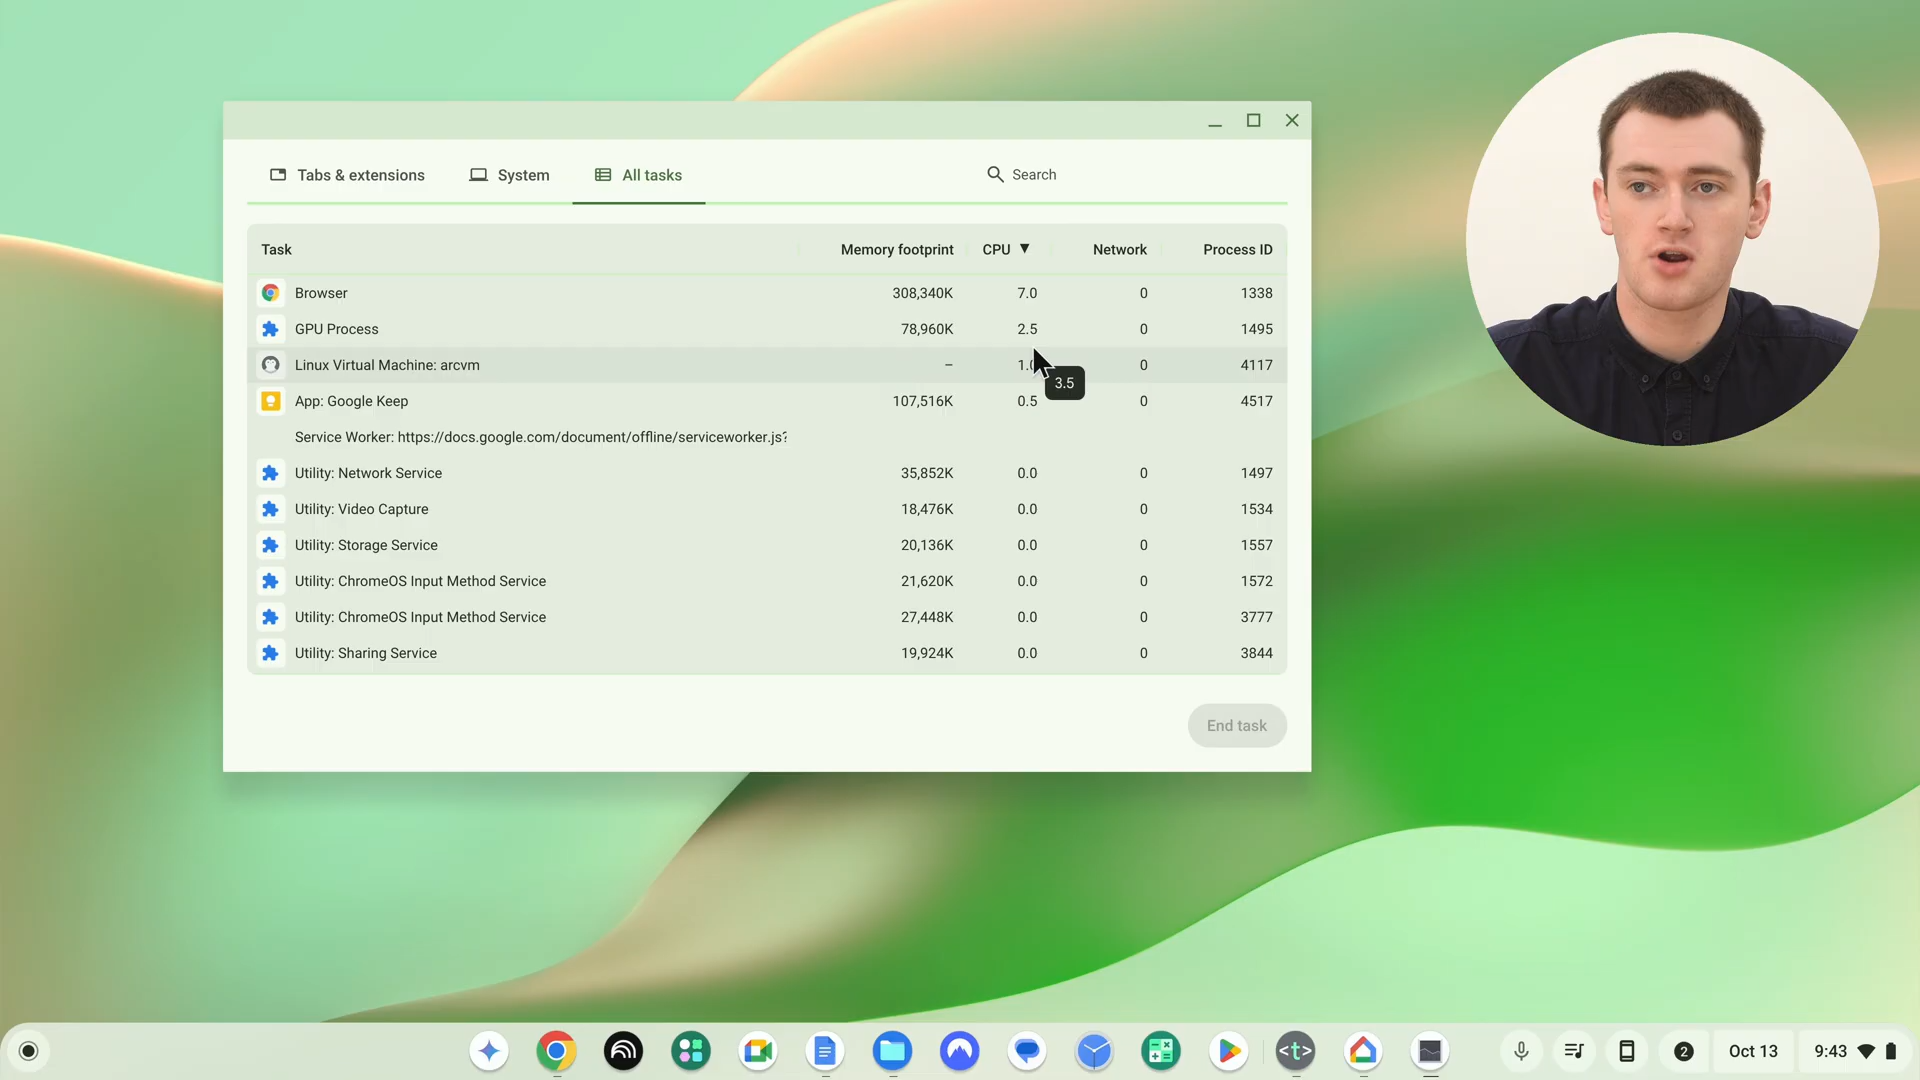 Tabs & extensions System All tasks Search
Task Memory footprint CPU ▼ Network Process ID
Browser 308,340K 7.0 0 1338
GPU Process 78,960K 2.5 0 1495
Linux Virtual Machine: arcvm – 1.0 0 4117
3.5
App: Google Keep 107,516K 0.5 0 4517
Service Worker: https://docs.google.com/document/offline/serviceworker.js?
Utility: Network Service 35,852K 0.0 0 1497
Utility: Video Capture 18,476K 0.0 0 1534
Utility: Storage Service 20,136K 0.0 0 1557
Utility: ChromeOS Input Method Service 21,620K 0.0 0 1572
Utility: ChromeOS Input Method Service 27,448K 0.0 0 3777
Utility: Sharing Service 19,924K 0.0 0 3844
End task
<t> 2 Oct 13 9:43